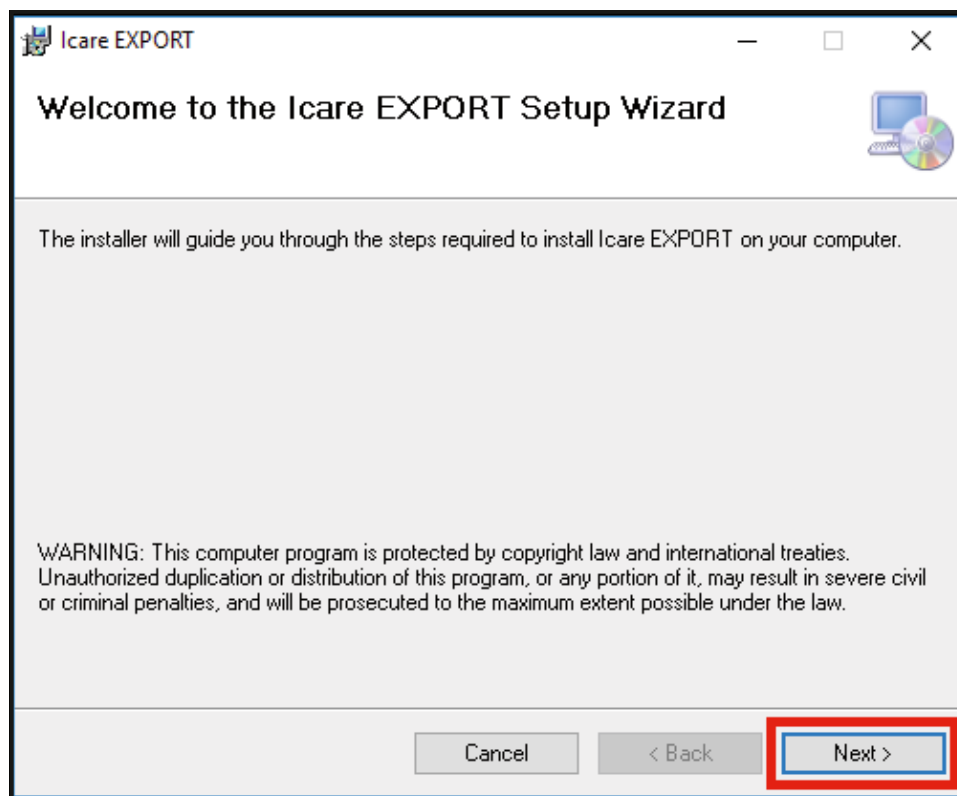 Icare EXPORT
Welcome to the Icare EXPORT Setup Wizard
The installer will guide you through the steps required to install Icare EXPORT on your computer.
WARNING: This computer program is protected by copyright law and international treaties.
Unauthorized duplication or distribution of this program, or any portion of it, may result in severe civil
or criminal penalties, and will be prosecuted to the maximum extent possible under the law.
Cancel < Back Next >